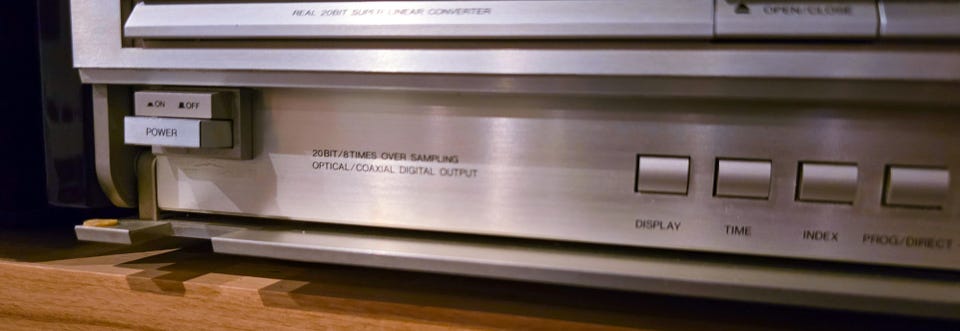 REAL 20BIT SUPER LINEAR CONVERTER
OPEN/CLOSE
ON OFF
POWER
20BIT/8TIMES OVER SAMPLING
OPTICAL/COAXIAL DIGITAL OUTPUT
DISPLAY
TIME
INDEX
PROG/DIRECT